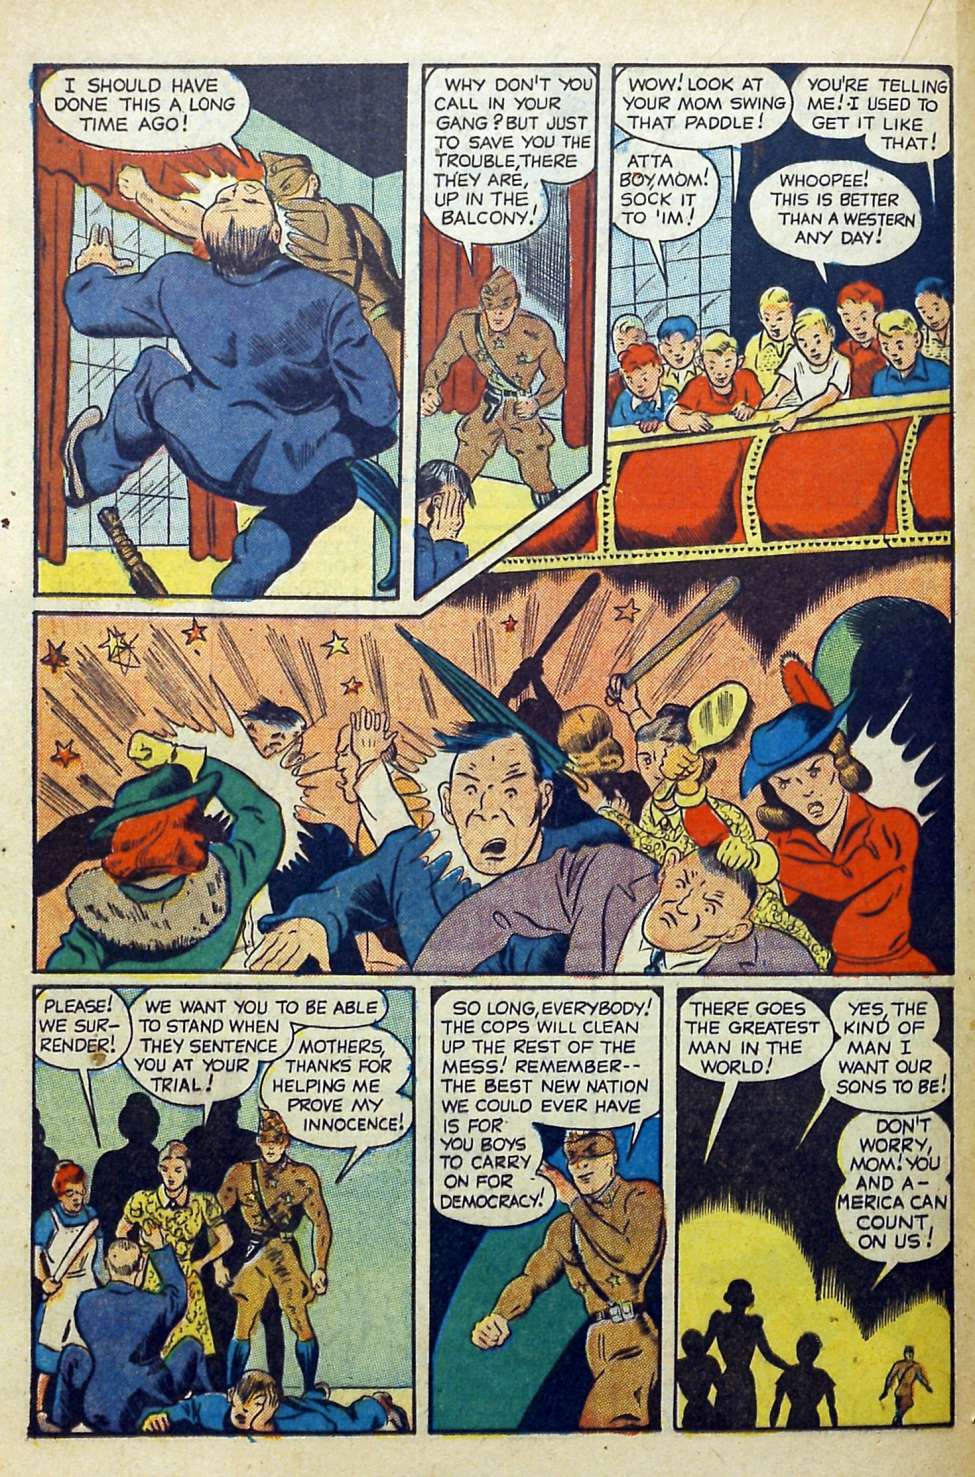 I SHOULD HAVE
DONE THIS A LONG
TIME AGO!
WHY DON'T YOU
CALL IN YOUR
GANG? BUT JUST
TO SAVE YOU THE
TROUBLE, THERE
THEY ARE,
UP IN THE
BALCONY!
WOW! LOOK AT
YOUR MOM SWING
THAT PADDLE!
YOU'RE TELLING
ME! I USED TO
GET IT LIKE
THAT!
ATTA
BOY, MOM!
SOCK IT
TO 'IM!
WHOOPEE!
THIS IS BETTER
THAN A WESTERN
ANY DAY!
PLEASE!
WE SUR-
RENDER!
WE WANT YOU TO BE ABLE
TO STAND WHEN
THEY SENTENCE
YOU AT YOUR
TRIAL!
MOTHERS,
THANKS FOR
HELPING ME
PROVE MY
INNOCENCE!
SO LONG, EVERYBODY!
THE COPS WILL CLEAN
UP THE REST OF THE
MESS! REMEMBER--
THE BEST NEW NATION
WE COULD EVER HAVE
IS FOR
YOU BOYS
TO CARRY
ON FOR
DEMOCRACY!
THERE GOES
THE GREATEST
MAN IN THE
WORLD!
YES, THE
KIND OF
MAN I
WANT OUR
SONS TO BE!
DON'T
WORRY,
MOM! YOU
AND A-
MERICA CAN
COUNT
ON US!